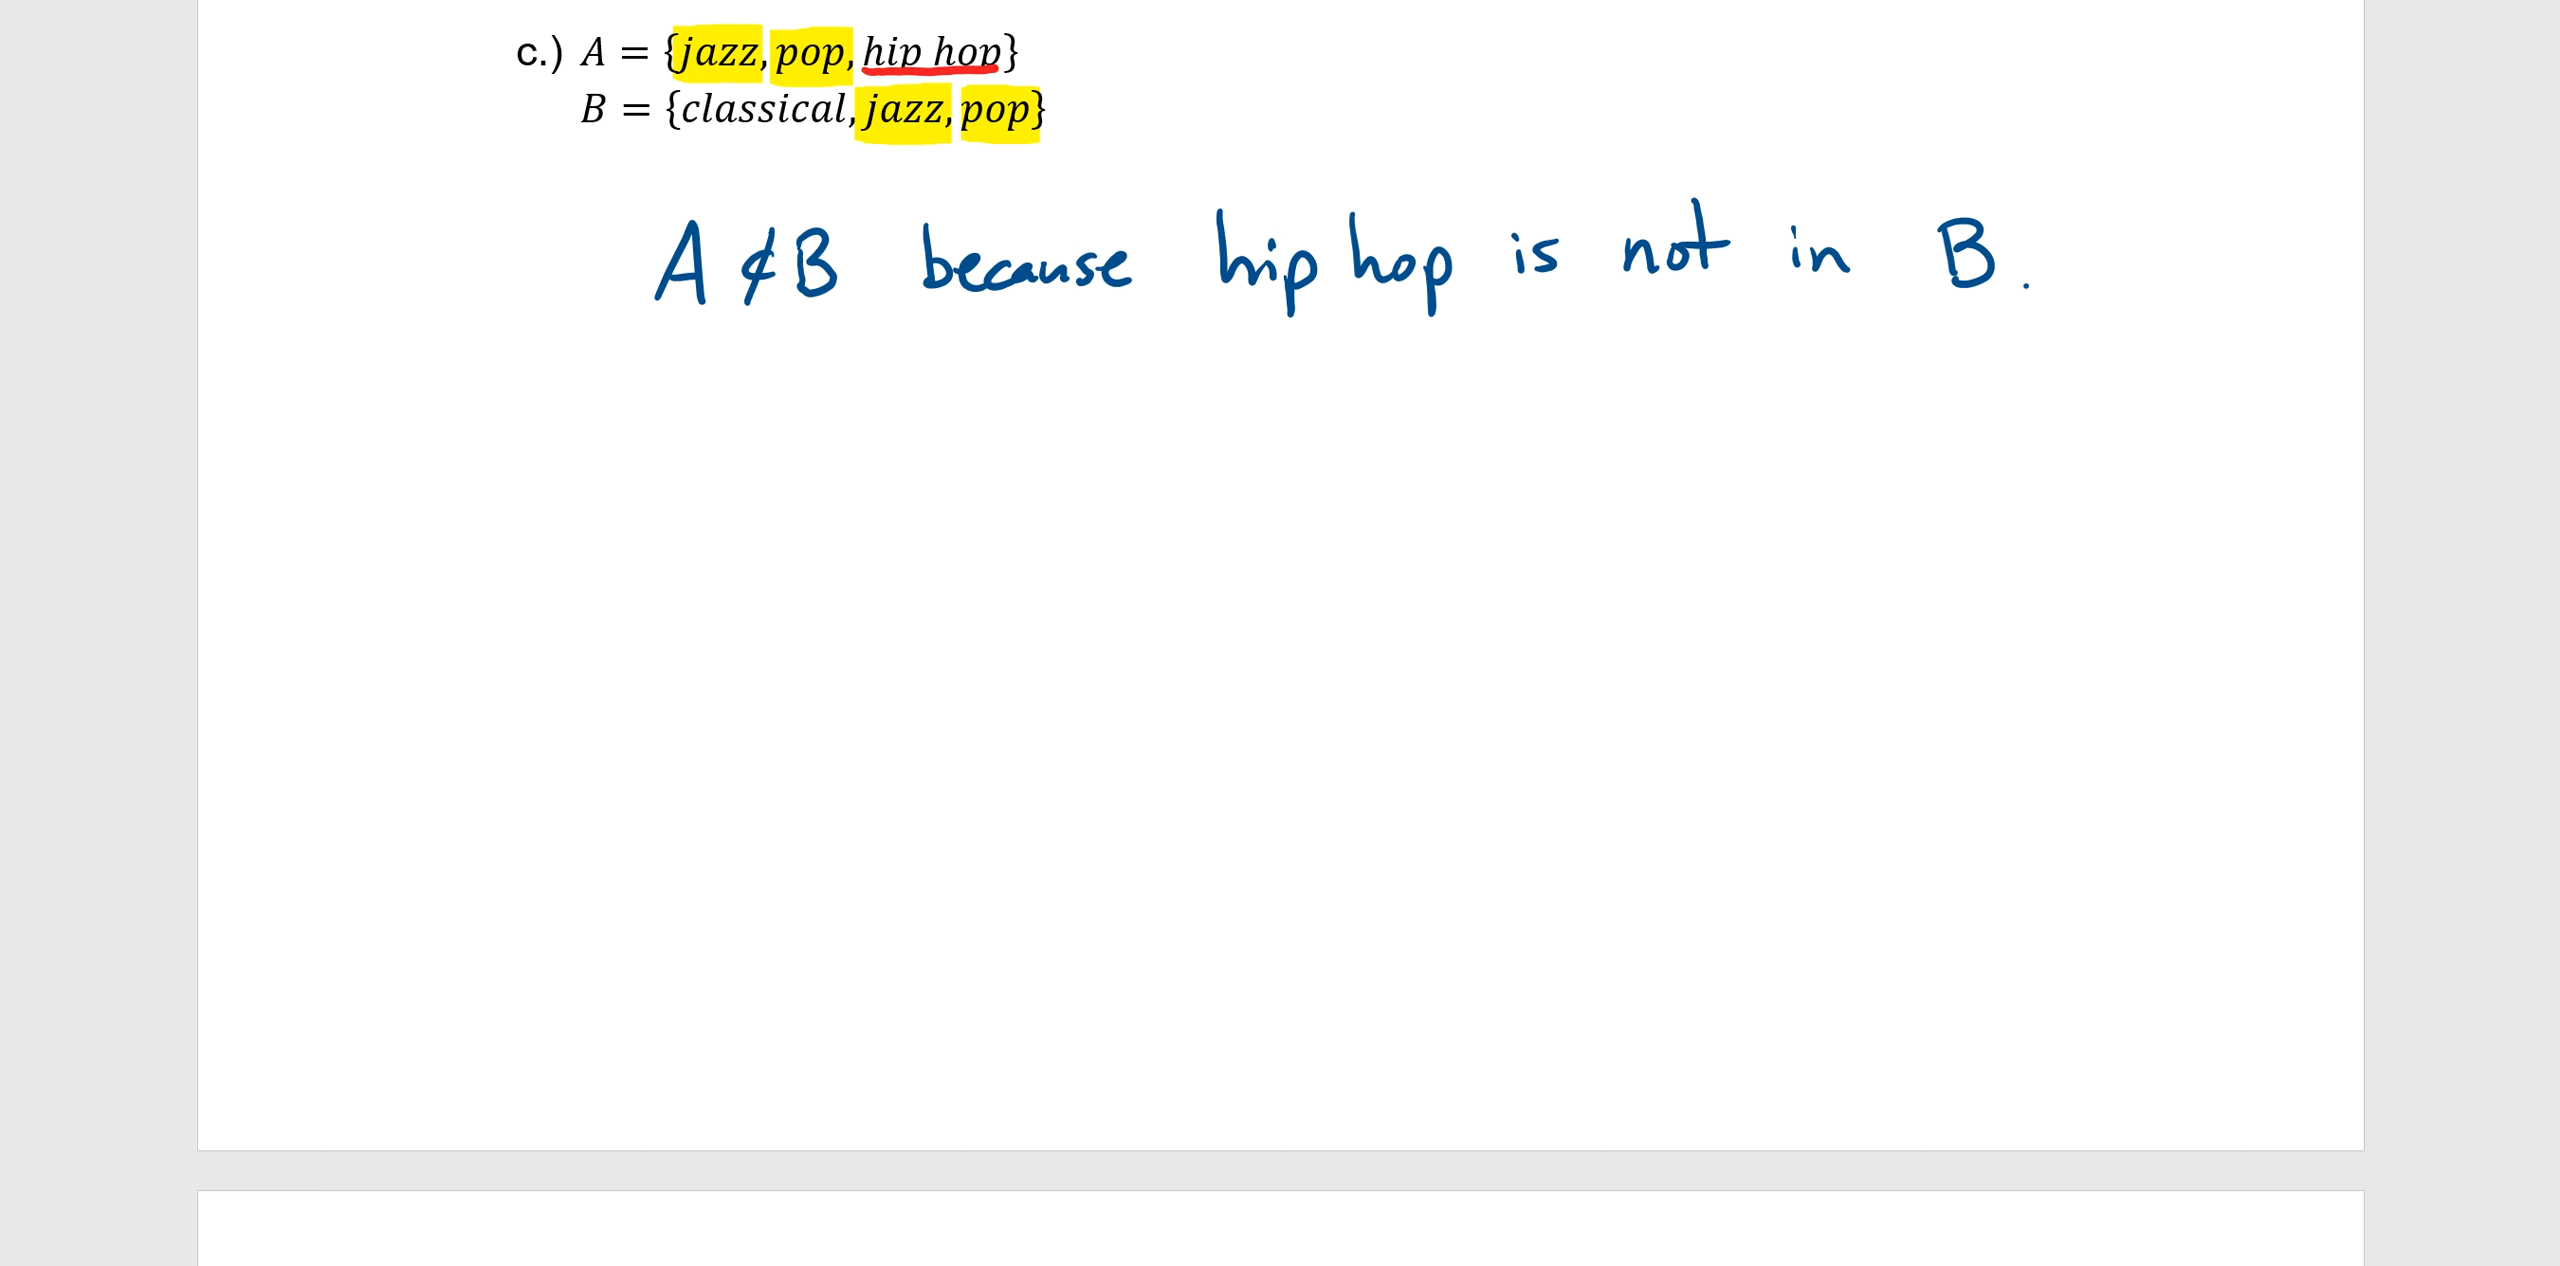 c.) A = {jazz, pop, hip hop}
B = {classical, jazz, pop}
A ⊄ B because hip hop is not in B.